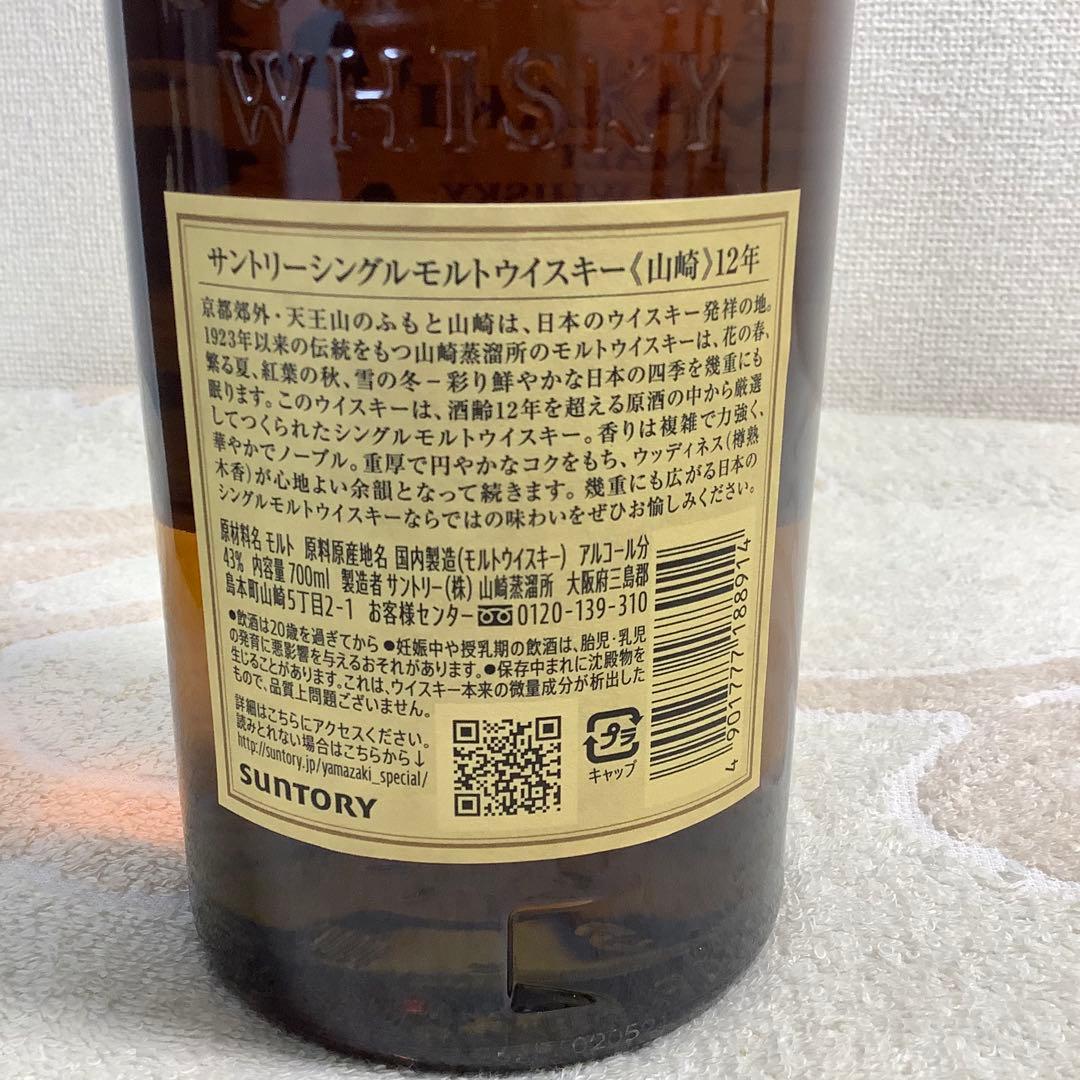 WHISKY
サントリーシングルモルトウイスキー《山崎》12年
京都郊外・天王山のふもと山崎は、日本のウイスキー発祥の地。
1923年以来の伝統をもつ山崎蒸溜所のモルトウイスキーは、花の春、
繁る夏、紅葉の秋、雪の冬－彩り鮮やかな日本の四季を幾重にも
眠ります。このウイスキーは、酒齢12年を超える原酒の中から厳選
してつくられたシングルモルトウイスキー。香りは複雑で力強く、
華やかでノーブル。重厚で円やかなコクをもち、ウッディネス(樽熟
木香)が心地よい余韻となって続きます。幾重にも広がる日本の
シングルモルトウイスキーならではの味わいをぜひお愉しみください。
原材料名 モルト 原料原産地名 国内製造(モルトウイスキー) アルコール分
43% 内容量 700ml 製造者 サントリー(株) 山崎蒸溜所 大阪府三島郡
島本町山崎5丁目2-1 お客様センター 0120-139-310
●飲酒は20歳を過ぎてから ●妊娠中や授乳期の飲酒は、胎児・乳児
の発育に悪影響を与えるおそれがあります。●保存中まれに沈殿物を
生じることがあります。これは、ウイスキー本来の微量成分が析出した
もので、品質上問題ございません。
詳細はこちらにアクセスください。
読みとれない場合はこちらから↓
http://suntory.jp/yamazaki_special/
SUNTORY
プラ
キャップ
4 901777 188914